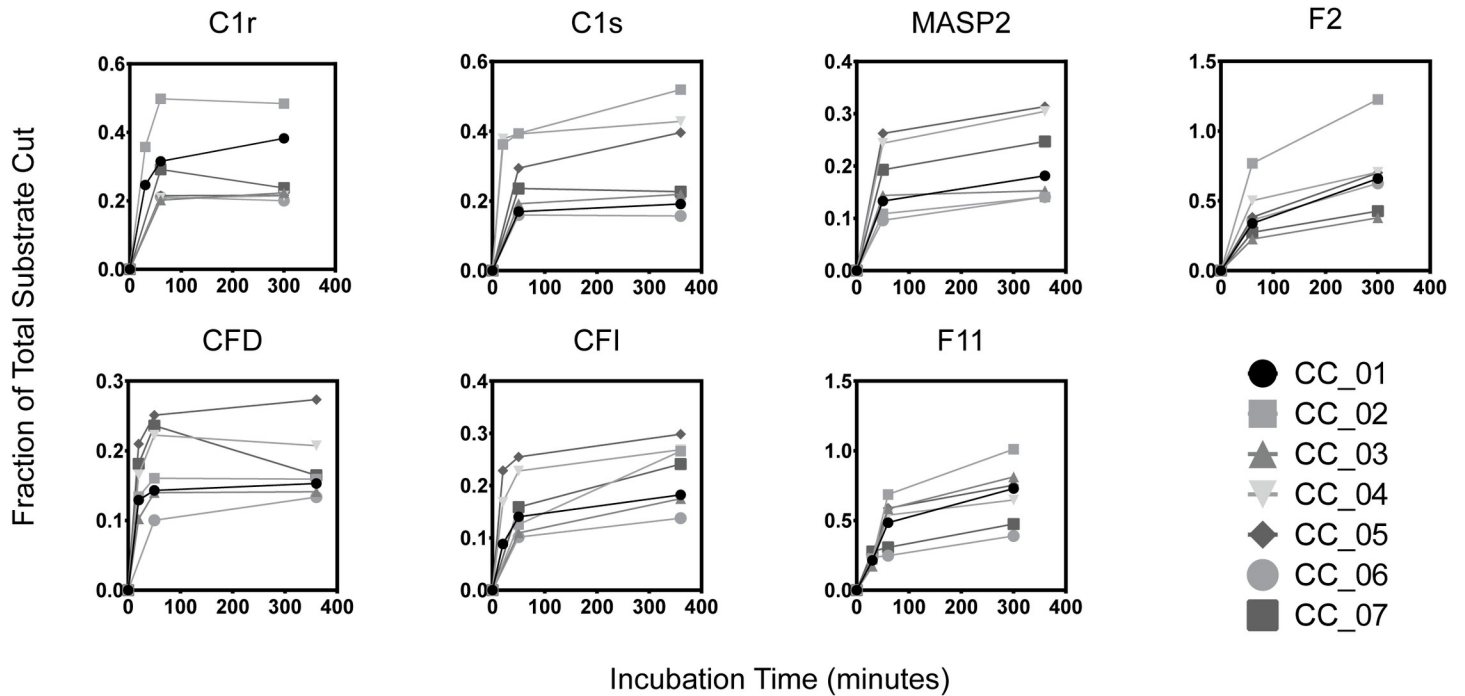 C1r C1s MASP2 F2
0.6 0.6 0.4 1.5
0.4 0.4 0.3 1.0
0.2 0.2 0.2 0.5
0.1
0.0 0.0 0.0 0.0
0 100 200 300 400 0 100 200 300 400 0 100 200 300 400 0 100 200 300 400
Fraction of Total Substrate Cut
CFD CFI F11
0.3 0.4 1.5
0.2 0.3 1.0
0.1 0.2 0.5
0.1
0.0 0.0 0.0
0 100 200 300 400 0 100 200 300 400 0 100 200 300 400
CC_01
CC_02
CC_03
CC_04
CC_05
CC_06
CC_07
Incubation Time (minutes)